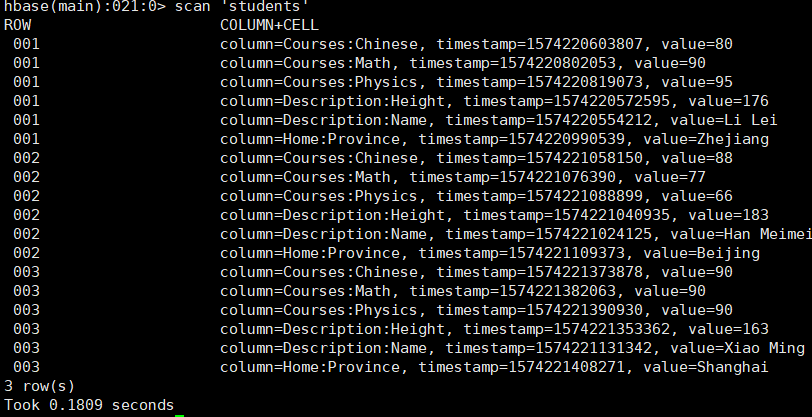 hbase(main):021:0> scan 'students'
ROW COLUMN+CELL
001 column=Courses:Chinese, timestamp=1574220603807, value=80
001 column=Courses:Math, timestamp=1574220802053, value=90
001 column=Courses:Physics, timestamp=1574220819073, value=95
001 column=Description:Height, timestamp=1574220572595, value=176
001 column=Description:Name, timestamp=1574220554212, value=Li Lei
001 column=Home:Province, timestamp=1574220990539, value=Zhejiang
002 column=Courses:Chinese, timestamp=1574221058150, value=88
002 column=Courses:Math, timestamp=1574221076390, value=77
002 column=Courses:Physics, timestamp=1574221088899, value=66
002 column=Description:Height, timestamp=1574221040935, value=183
002 column=Description:Name, timestamp=1574221024125, value=Han Meimei
002 column=Home:Province, timestamp=1574221109373, value=Beijing
003 column=Courses:Chinese, timestamp=1574221373878, value=90
003 column=Courses:Math, timestamp=1574221382063, value=90
003 column=Courses:Physics, timestamp=1574221390930, value=90
003 column=Description:Height, timestamp=1574221353362, value=163
003 column=Description:Name, timestamp=1574221131342, value=Xiao Ming
003 column=Home:Province, timestamp=1574221408271, value=Shanghai
3 row(s)
Took 0.1809 seconds